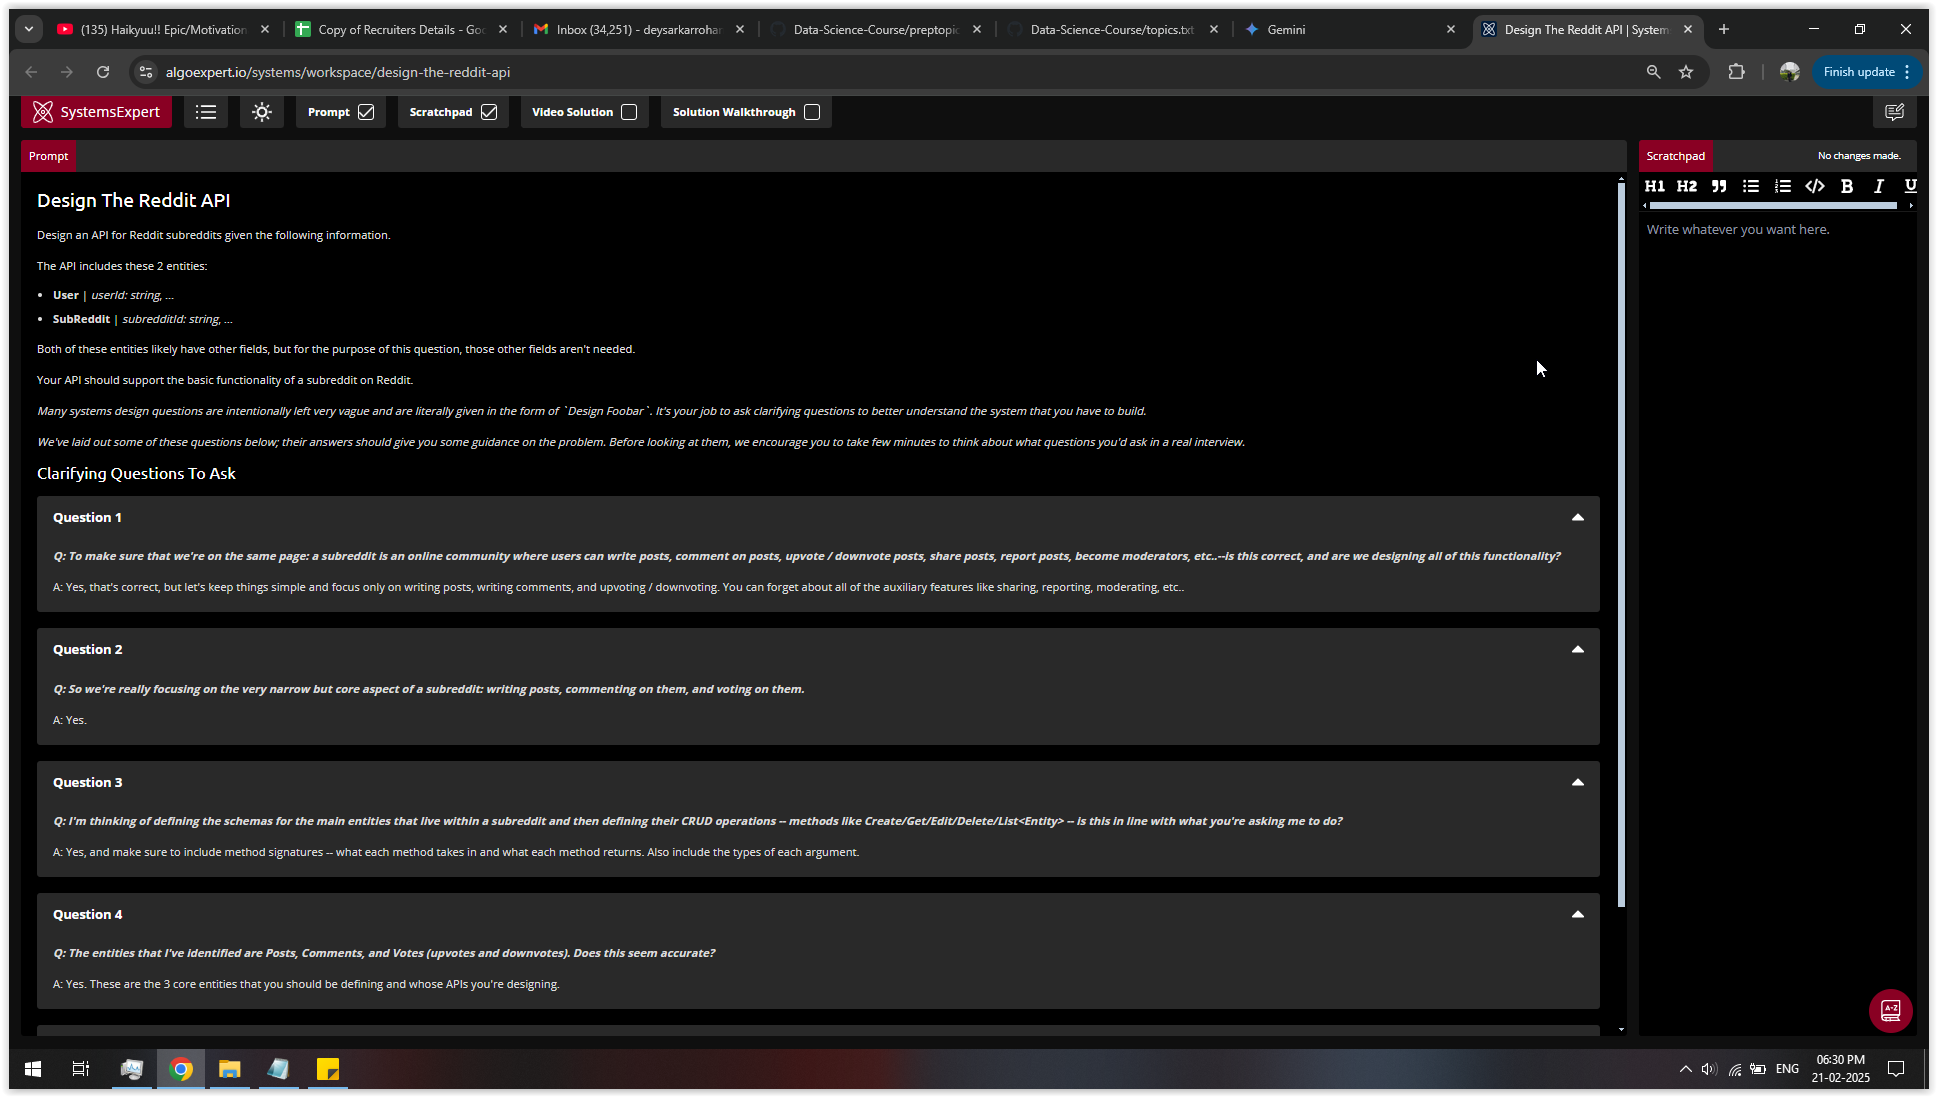 (135) Haikyuu!! Epic/Motivation
Copy of Recruiters Details - Goo
Inbox (34,251) - deysarkarrohan
Data-Science-Course/preptopic
Data-Science-Course/topics.txt
Gemini
Design The Reddit API | System
algoexpert.io/systems/workspace/design-the-reddit-api
Finish update
SystemsExpert
Prompt
Scratchpad
Video Solution
Solution Walkthrough
Prompt
Design The Reddit API
Design an API for Reddit subreddits given the following information.
The API includes these 2 entities:
• User | userId: string, ...
• SubReddit | subredditId: string, ...
Both of these entities likely have other fields, but for the purpose of this question, those other fields aren't needed.
Your API should support the basic functionality of a subreddit on Reddit.
Many systems design questions are intentionally left very vague and are literally given in the form of `Design Foobar`. It's your job to ask clarifying questions to better understand the system that you have to build.
We've laid out some of these questions below; their answers should give you some guidance on the problem. Before looking at them, we encourage you to take few minutes to think about what questions you'd ask in a real interview.
Clarifying Questions To Ask
Question 1
Q: To make sure that we're on the same page: a subreddit is an online community where users can write posts, comment on posts, upvote / downvote posts, share posts, report posts, become moderators, etc..--is this correct, and are we designing all of this functionality?
A: Yes, that's correct, but let's keep things simple and focus only on writing posts, writing comments, and upvoting / downvoting. You can forget about all of the auxiliary features like sharing, reporting, moderating, etc..
Question 2
Q: So we're really focusing on the very narrow but core aspect of a subreddit: writing posts, commenting on them, and voting on them.
A: Yes.
Question 3
Q: I'm thinking of defining the schemas for the main entities that live within a subreddit and then defining their CRUD operations -- methods like Create/Get/Edit/Delete/List<Entity> -- is this in line with what you're asking me to do?
A: Yes, and make sure to include method signatures -- what each method takes in and what each method returns. Also include the types of each argument.
Question 4
Q: The entities that I've identified are Posts, Comments, and Votes (upvotes and downvotes). Does this seem accurate?
A: Yes. These are the 3 core entities that you should be defining and whose APIs you're designing.
Scratchpad
No changes made.
H1 H2 B I U
Write whatever you want here.
A-Z
ENG
06:30 PM
21-02-2025